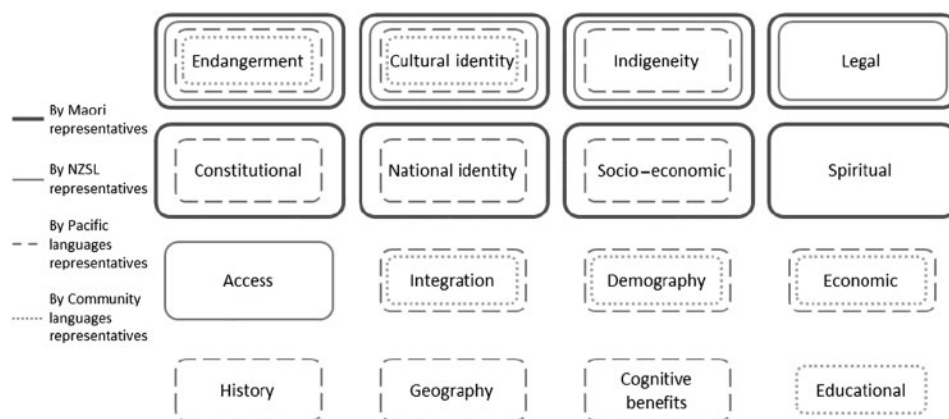 Endangerment
Cultural identity
Indigeneity
Legal
By Maori
representatives
Constitutional
National identity
Socio–economic
Spiritual
By NZSL
representatives
By Pacific
languages
representatives
Access
Integration
Demography
Economic
By Community
languages
representatives
History
Geography
Cognitive
benefits
Educational